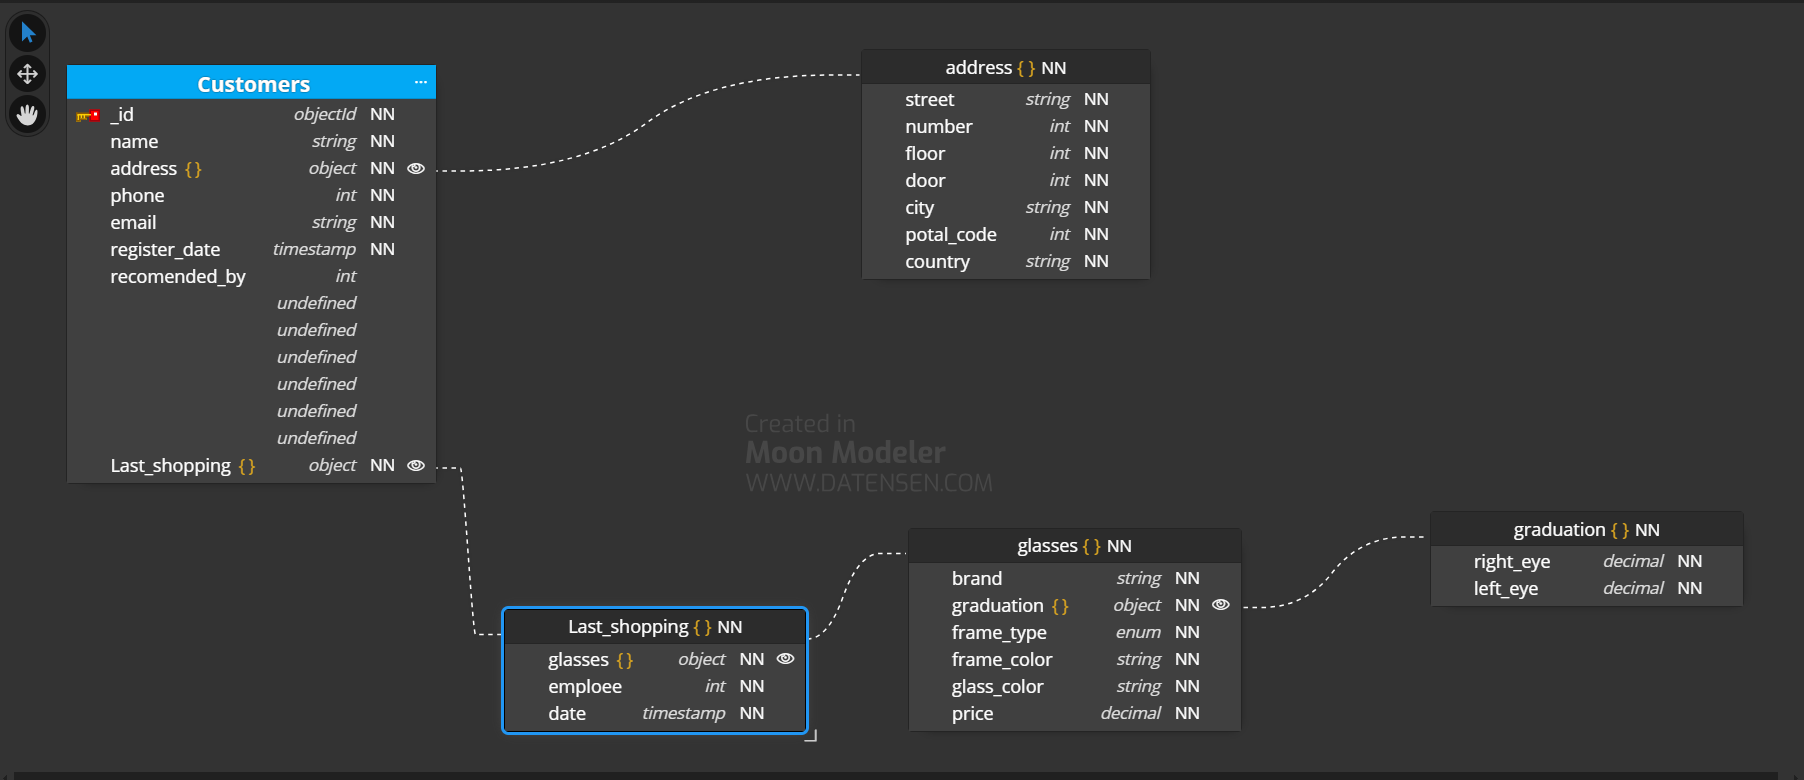 Customers ...
_id objectId NN
name string NN
address { } object NN
phone int NN
email string NN
register_date timestamp NN
recomended_by int
undefined
undefined
undefined
undefined
undefined
undefined
Last_shopping { } object NN
address { } NN
street string NN
number int NN
floor int NN
door int NN
city string NN
potal_code int NN
country string NN
Created in
Moon Modeler
WWW.DATENSEN.COM
Last_shopping { } NN
glasses { } object NN
emploee int NN
date timestamp NN
glasses { } NN
brand string NN
graduation { } object NN
frame_type enum NN
frame_color string NN
glass_color string NN
price decimal NN
graduation { } NN
right_eye decimal NN
left_eye decimal NN